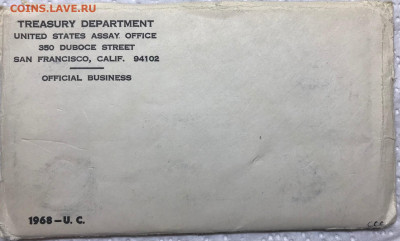 COINS.LAVE.RU
TREASURY DEPARTMENT
UNITED STATES ASSAY OFFICE
350 DUBOCE STREET
SAN FRANCISCO, CALIF. 94102
OFFICIAL BUSINESS
1968—U. C.